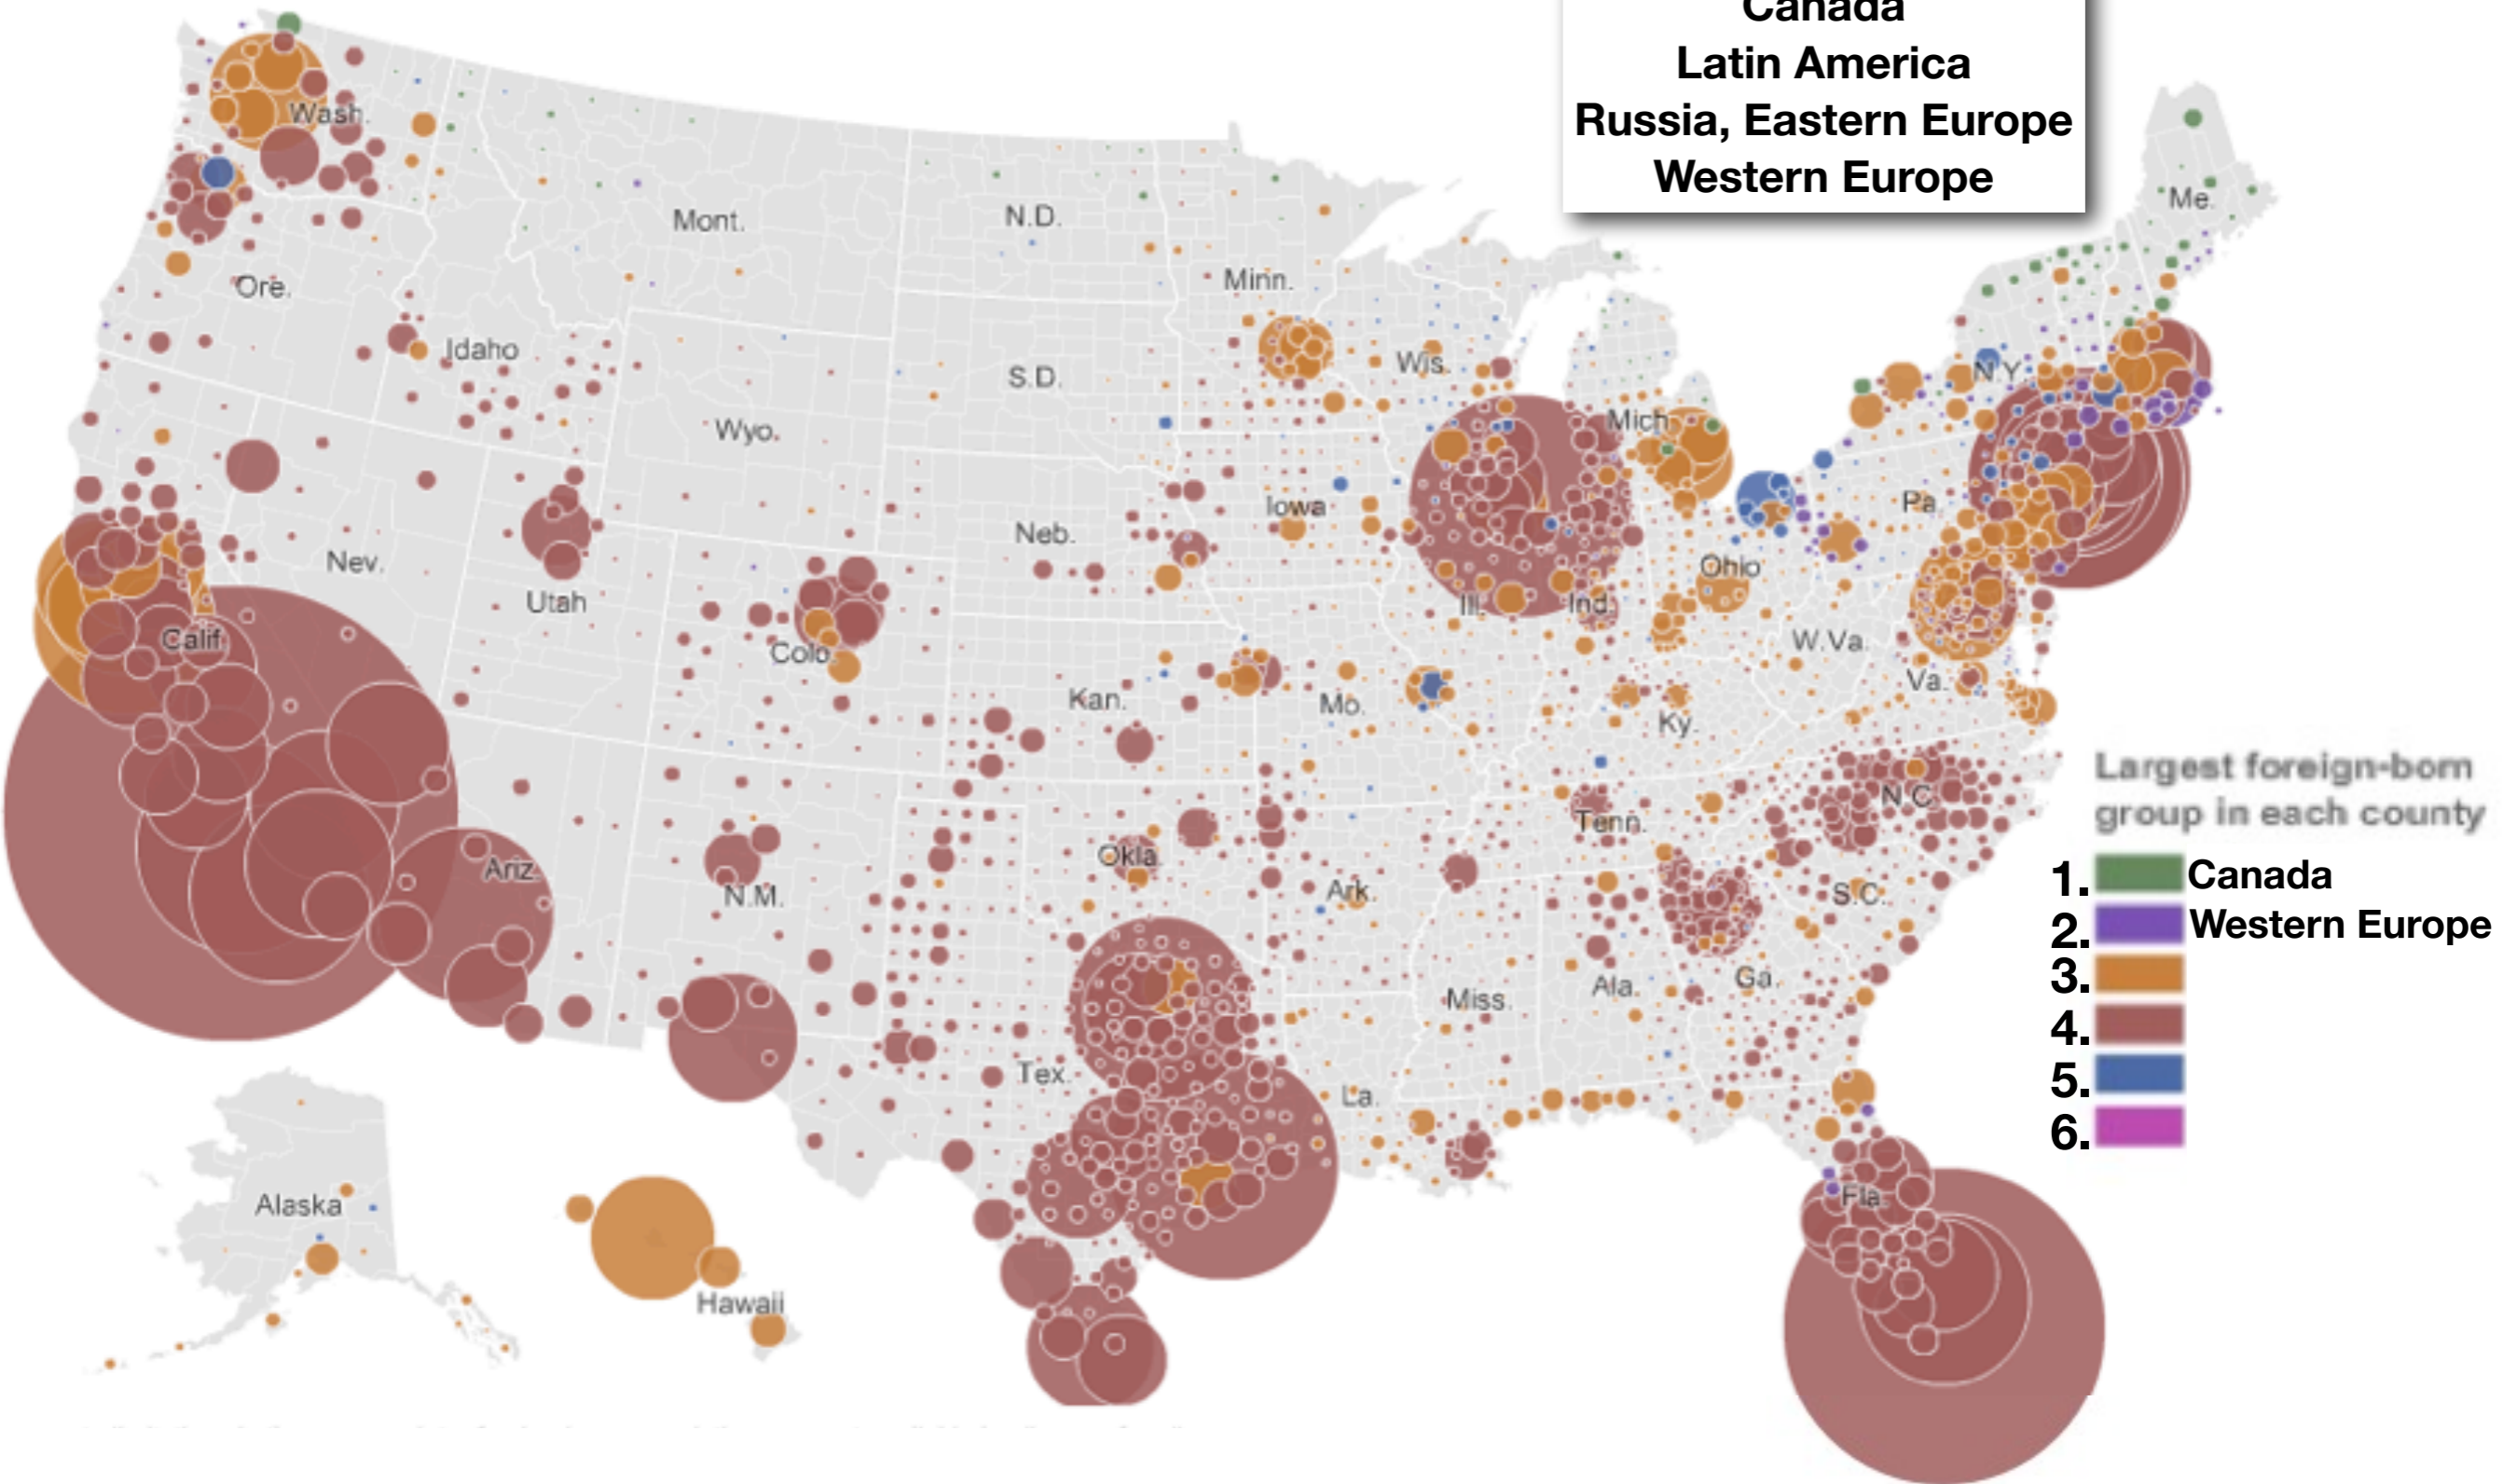 Canada
Latin America
Russia, Eastern Europe
Western Europe
Wash.
Ore.
Idaho
Mont.
N.D.
Minn.
S.D.
Wis.
Mich
N.Y.
Me.
Wyo.
Nev.
Utah
Colo.
Neb.
Iowa
Ill.
Ind.
Ohio
Pa.
W.Va.
Va.
Calif.
Kan.
Mo.
Ky.
Ariz.
N.M.
Okla.
Ark.
Tenn.
N.C.
S.C.
Tex.
La.
Miss.
Ala.
Ga.
Fla.
Alaska
Hawaii
Largest foreign-born
group in each county
1. Canada
2. Western Europe
3.
4.
5.
6.